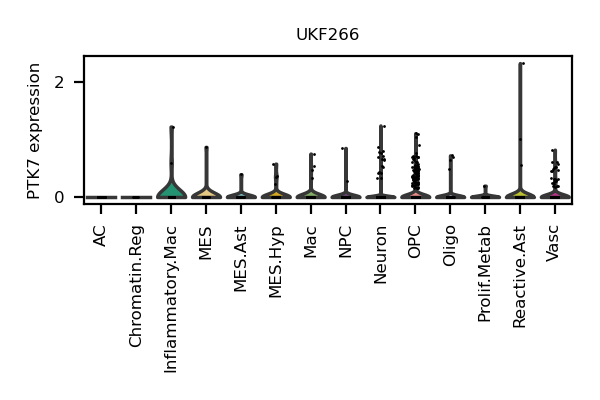 UKF266
PTK7 expression
2
0
AC
Chromatin.Reg
Inflammatory.Mac
MES
MES.Ast
MES.Hyp
Mac
NPC
Neuron
OPC
Oligo
Prolif.Metab
Reactive.Ast
Vasc